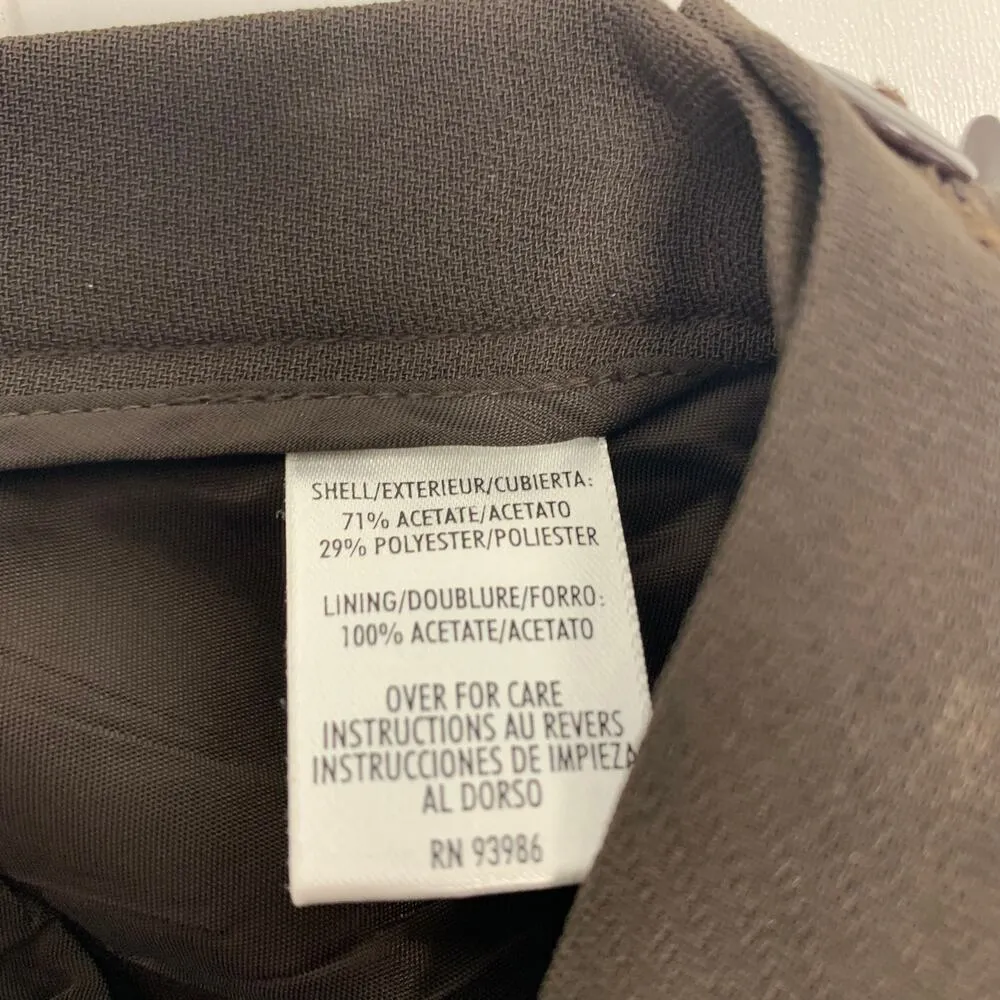 SHELL/EXTERIEUR/CUBIERTA:
71% ACETATE/ACETATO
29% POLYESTER/POLIESTER
LINING/DOUBLURE/FORRO:
100% ACETATE/ACETATO
OVER FOR CARE
INSTRUCTIONS AU REVERS
INSTRUCCIONES DE IMPIEZA
AL DORSO
RN 93986